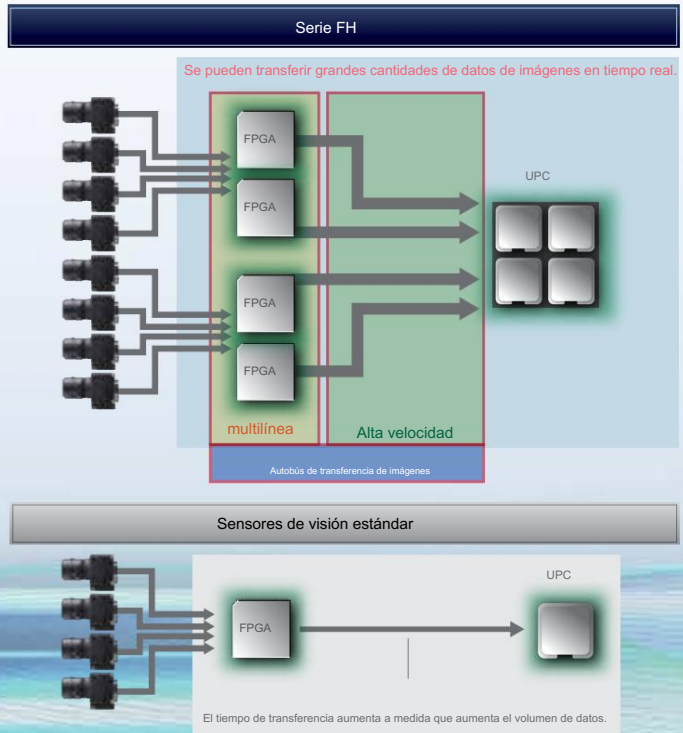 Serie FH
Se pueden transferir grandes cantidades de datos de imágenes en tiempo real.
FPGA
UPC
FPGA
FPGA
FPGA
multilínea
Alta velocidad
Autobús de transferencia de imágenes
Sensores de visión estándar
UPC
FPGA
El tiempo de transferencia aumenta a medida que aumenta el volumen de datos.